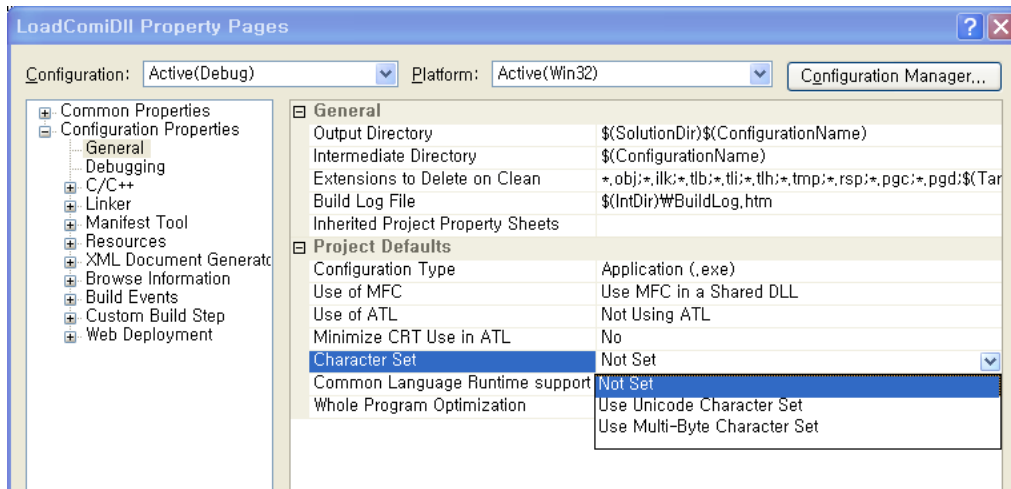 LoadComiDll Property Pages
Configuration: Active(Debug) Platform: Active(Win32) Configuration Manager...
Common Properties
Configuration Properties
General
Debugging
C/C++
Linker
Manifest Tool
Resources
XML Document Generato
Browse Information
Build Events
Custom Build Step
Web Deployment
General
Output Directory $(SolutionDir)$(ConfigurationName)
Intermediate Directory $(ConfigurationName)
Extensions to Delete on Clean *.obj;*.ilk;*.tlb;*.tli;*.tlh;*.tmp;*.rsp;*.pgc;*.pgd;$(Tar
Build Log File $(IntDir)₩BuildLog.htm
Inherited Project Property Sheets
Project Defaults
Configuration Type Application (.exe)
Use of MFC Use MFC in a Shared DLL
Use of ATL Not Using ATL
Minimize CRT Use in ATL No
Character Set Not Set
Common Language Runtime support Not Set
Whole Program Optimization Use Unicode Character Set
Use Multi-Byte Character Set